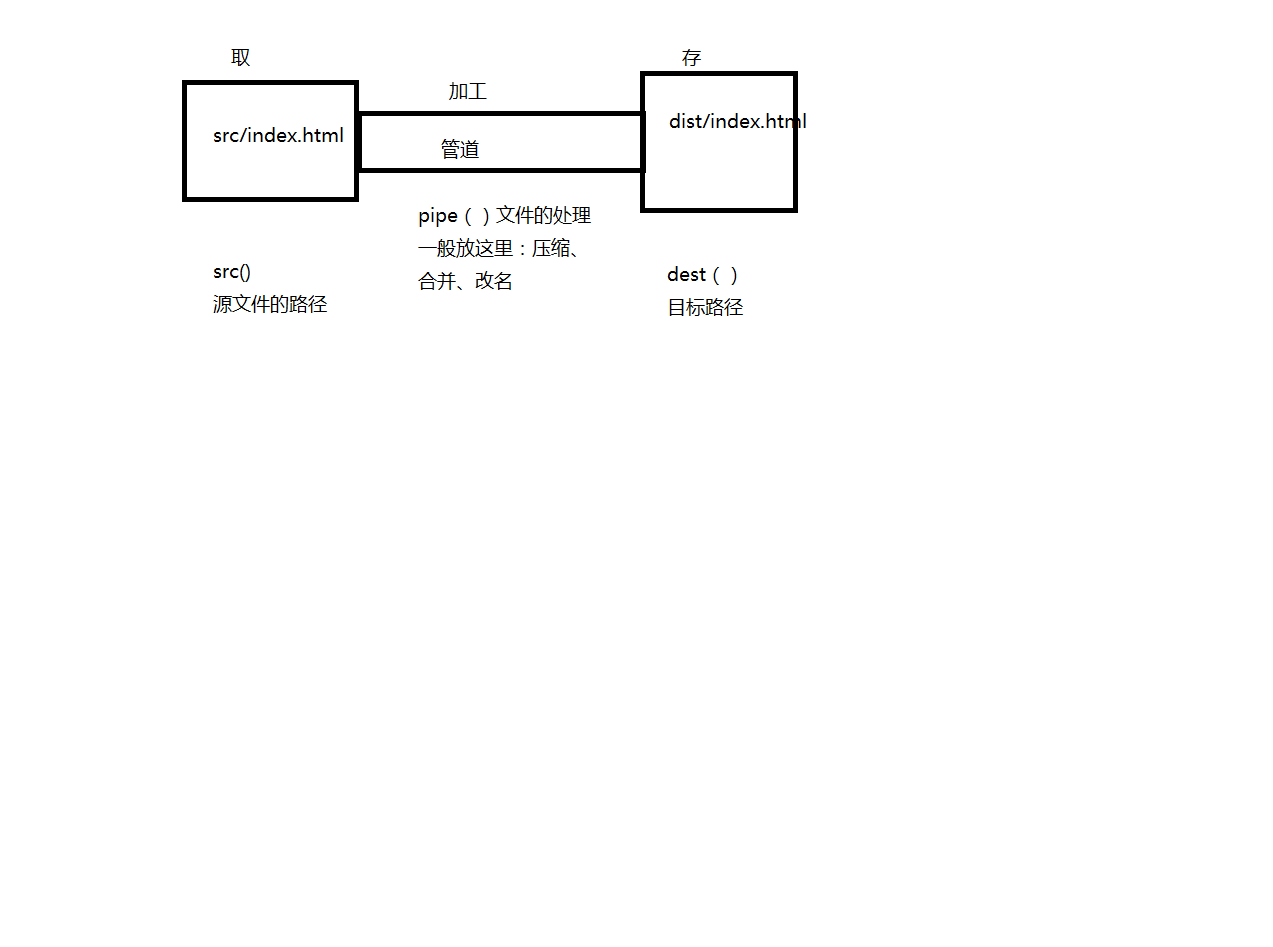 取
存
加工
src/index.html
dist/index.html
管道
pipe（ ）文件的处理
一般放这里：压缩、
合并、改名
src()
源文件的路径
dest（ ）
目标路径